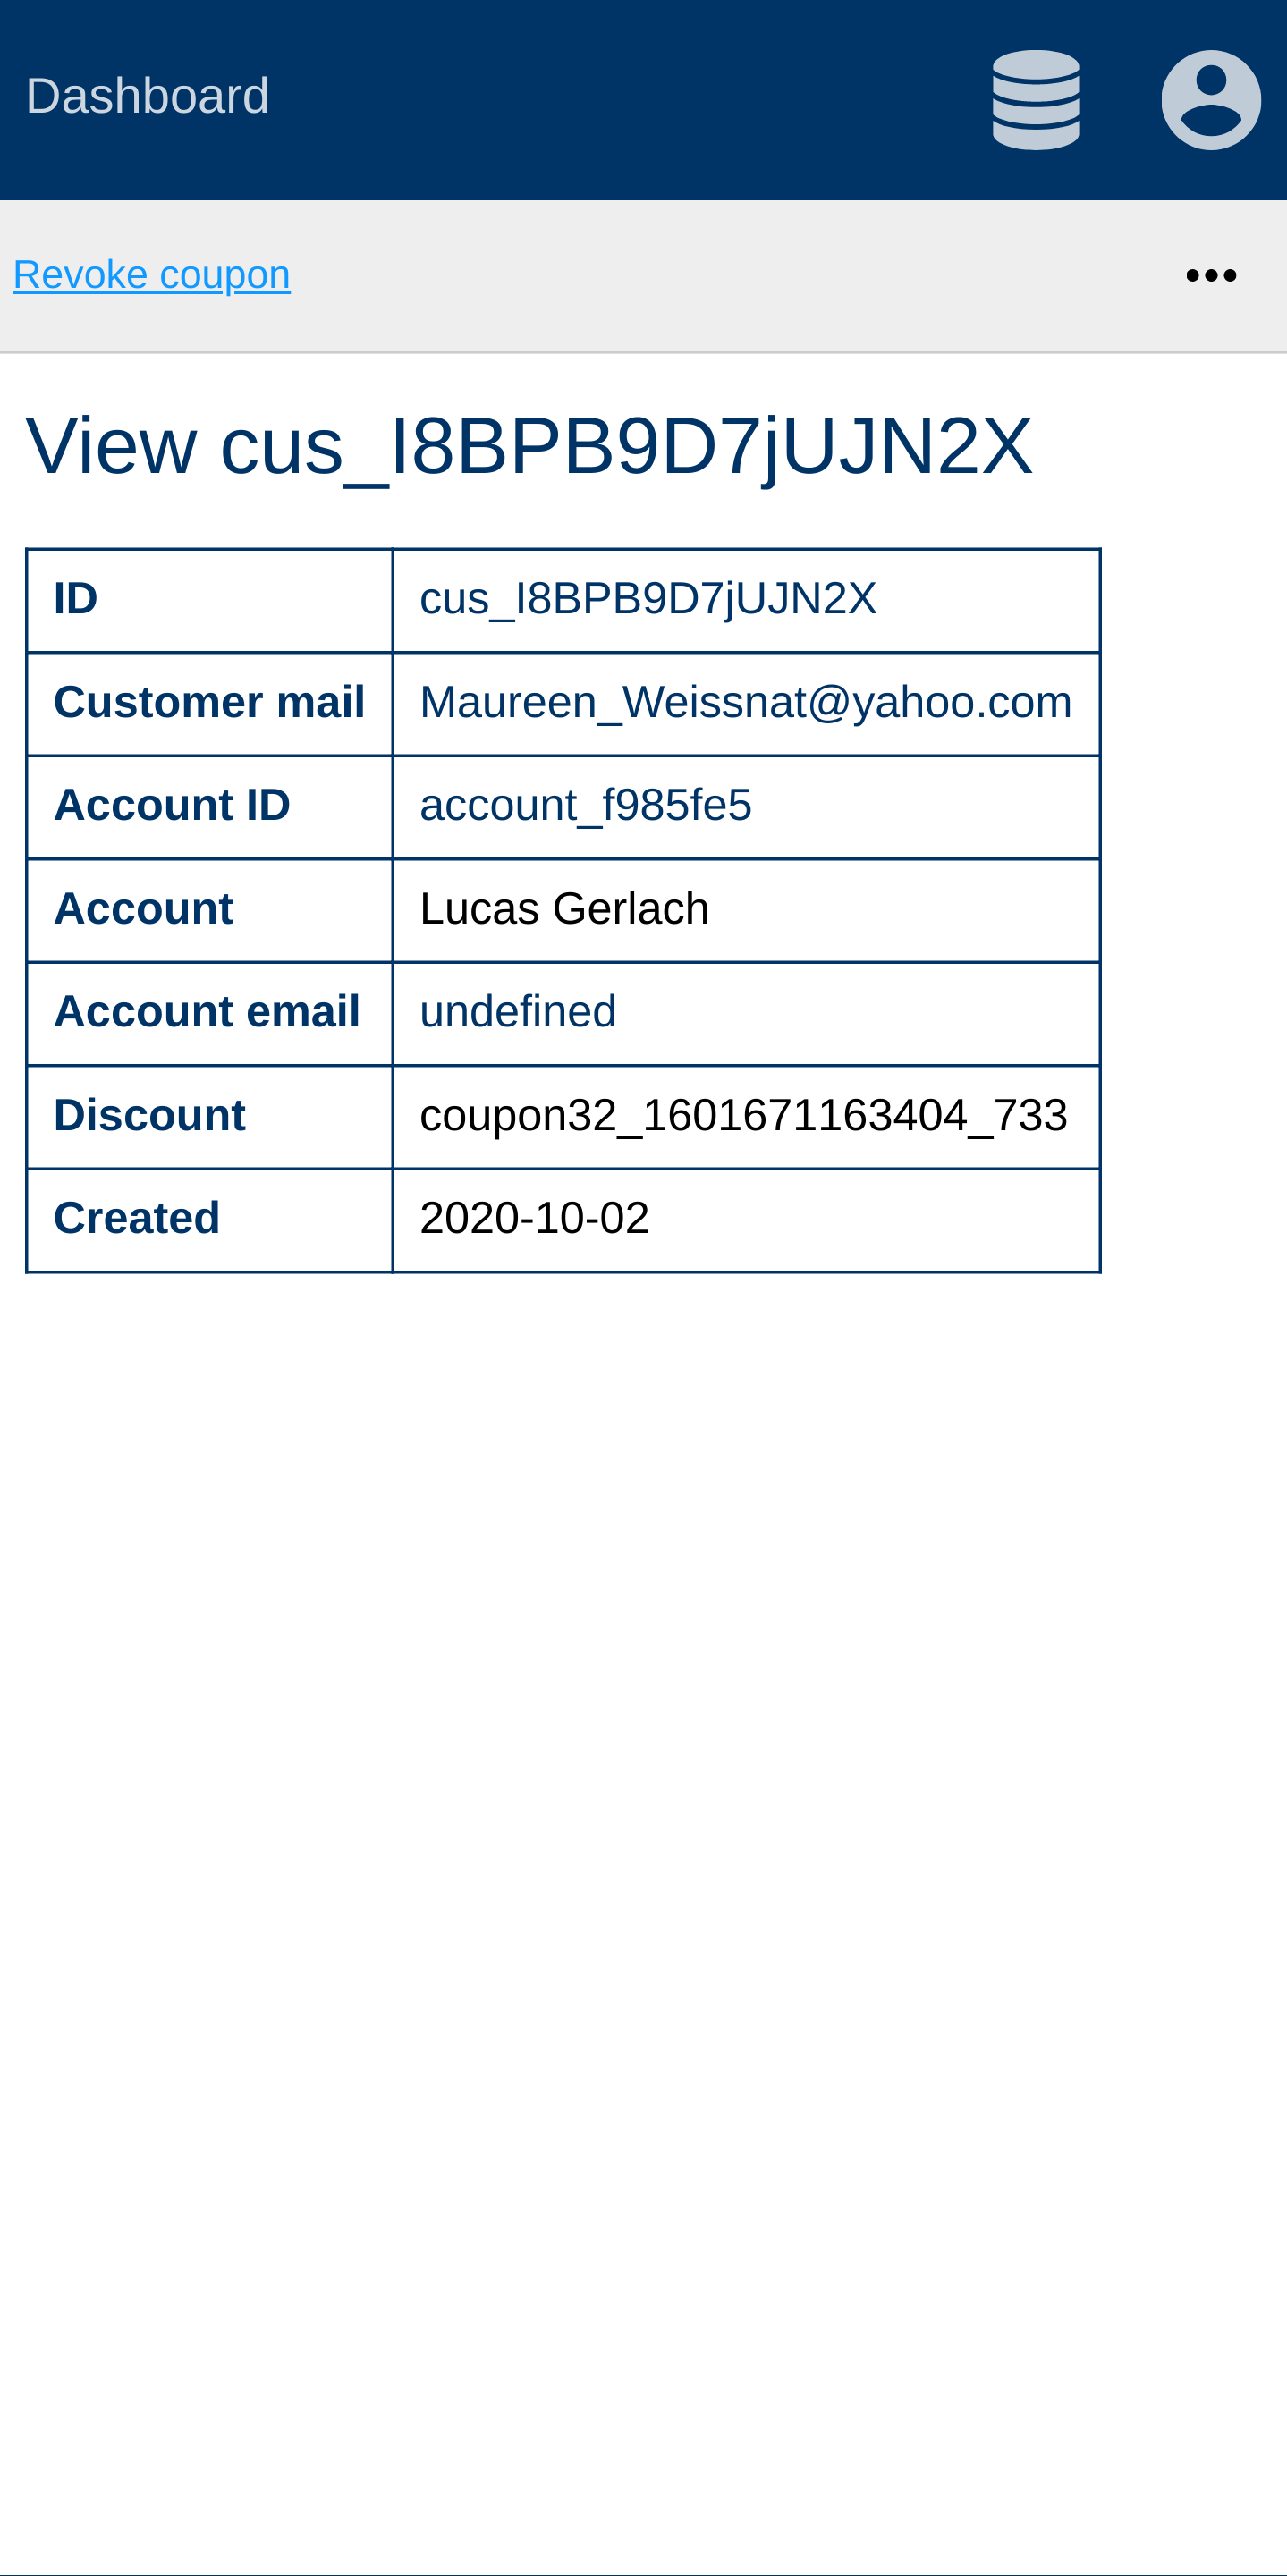 Dashboard
Revoke coupon
View cus_I8BPB9D7jUJN2X
ID cus_I8BPB9D7jUJN2X
Customer mail Maureen_Weissnat@yahoo.com
Account ID account_f985fe5
Account Lucas Gerlach
Account email undefined
Discount coupon32_1601671163404_733
Created 2020-10-02